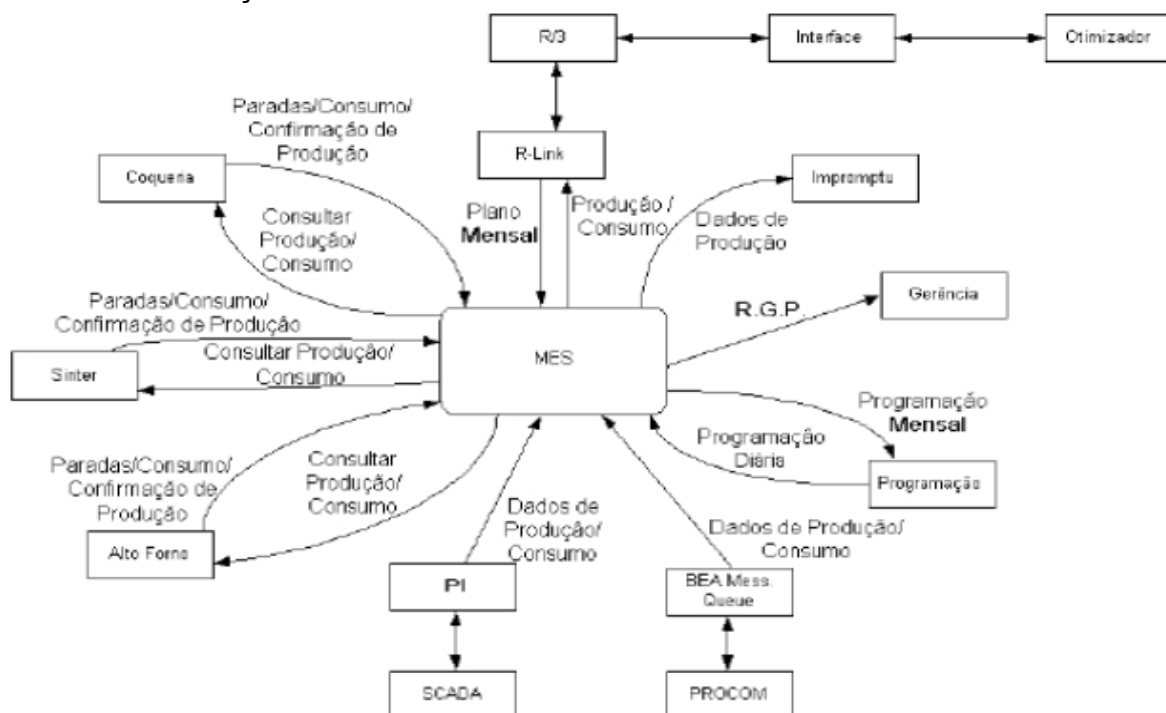 R/3
Interface
Otimizador
Paradas/Consumo/
Confirmação de
Produção
R-Link
Coqueria
Impromptu
Plano
Mensal
Produção /
Consumo
Dados de
Produção
Consultar
Produção/
Consumo
Gerência
R.G.P.
Paradas/Consumo/
Confirmação de Produção
MES
Consultar Produção/
Consumo
Sinter
Programação
Mensal
Programação
Diária
Programação
Paradas/Consumo/
Confirmação de
Produção
Consultar
Produção/
Consumo
Dados de
Produção/
Consumo
Dados de Produção/
Consumo
Alto Forno
PI
BEA Mess.
Queue
SCADA
PROCOM